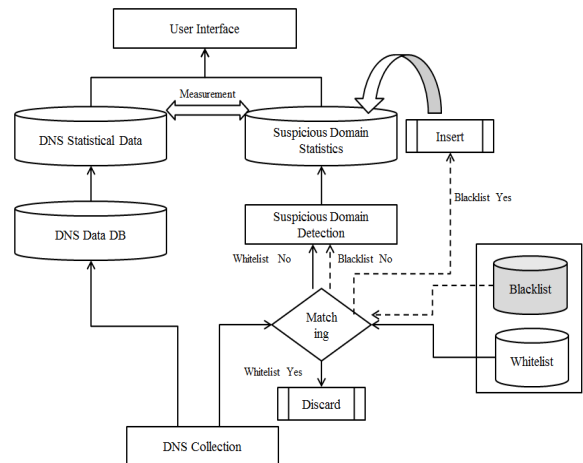 User Interface
Measurement
DNS Statistical Data
Suspicious Domain
Statistics
Insert
Blacklist Yes
DNS Data DB
Suspicious Domain
Detection
Whitelist No
Blacklist No
Blacklist
Match
ing
Whitelist
Whitelist Yes
Discard
DNS Collection